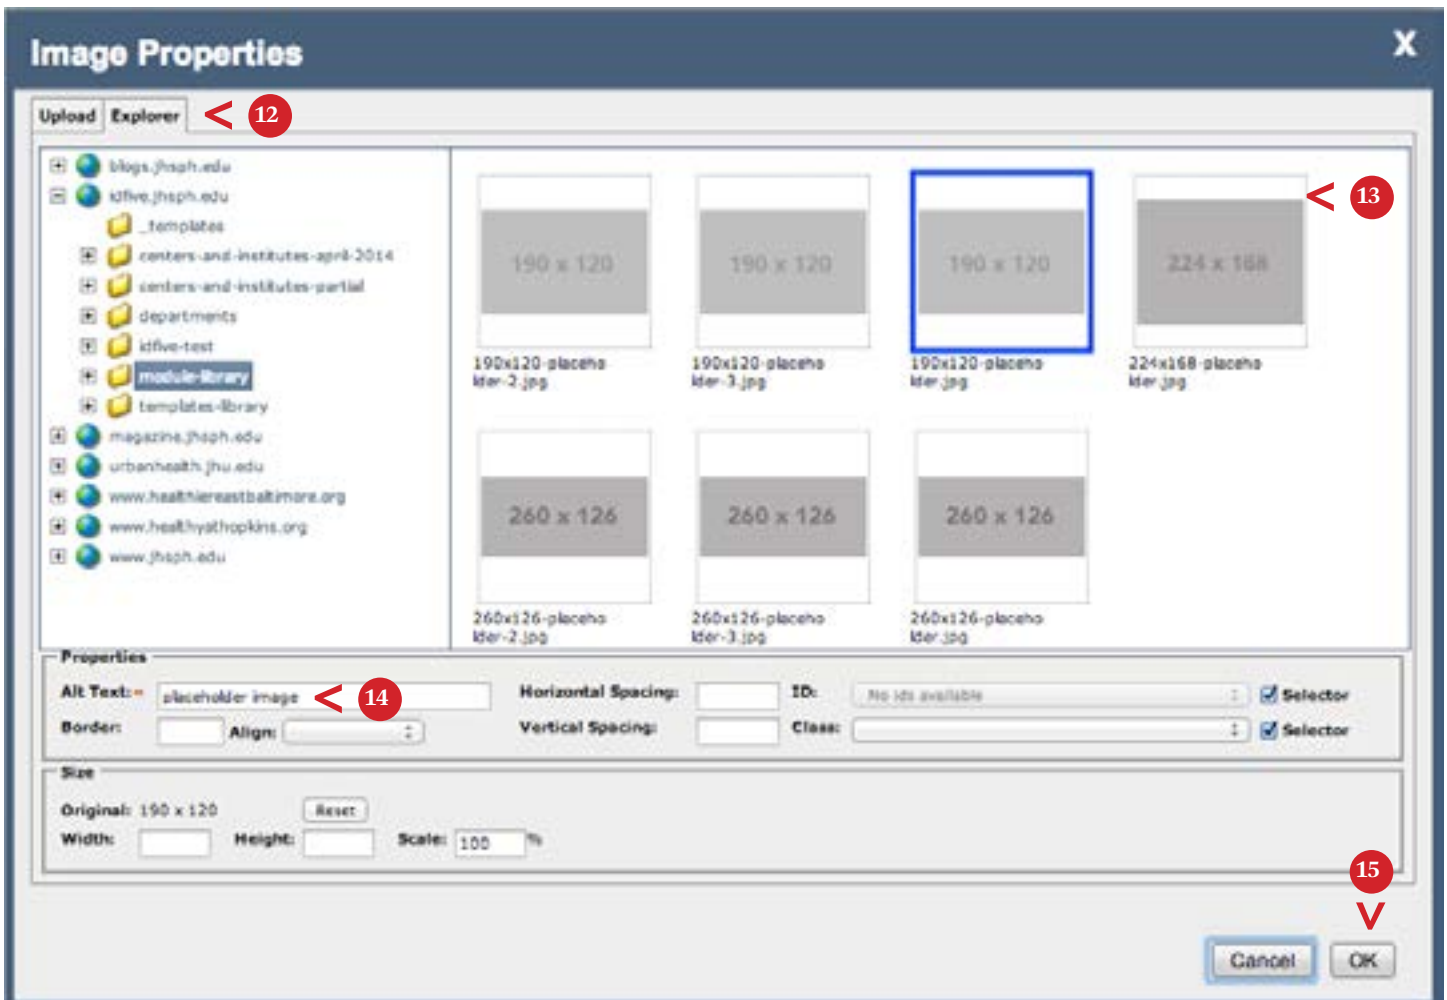 Image Properties X
Upload Explorer < 12
blogs.jhsph.edu
idfive.jhsph.edu
_templates
centers-and-institutes-april-2014
centers-and-institutes-partial
departments
idfive-test
module-library
templates-library
magazine.jhsph.edu
urbanhealth.jhu.edu
www.healthiereastbaltimore.org
www.healthyathopkins.org
www.jhsph.edu
< 13
190 x 120 190 x 120 190 x 120 224 x 168
190x120-placeho 190x120-placeho 190x120-placeho 224x168-placeho
lder-2.jpg lder-3.jpg lder.jpg lder.jpg
260 x 126 260 x 126 260 x 126
260x126-placeho 260x126-placeho 260x126-placeho
lder-2.jpg lder-3.jpg lder.jpg
Properties
Alt Text:* placeholder image < 14 Horizontal Spacing: ID: No ids available Selector
Border: Align: Vertical Spacing: Class: Selector
Size
Original: 190 x 120 Reset
Width: Height: Scale: 100 %
15
V
Cancel OK